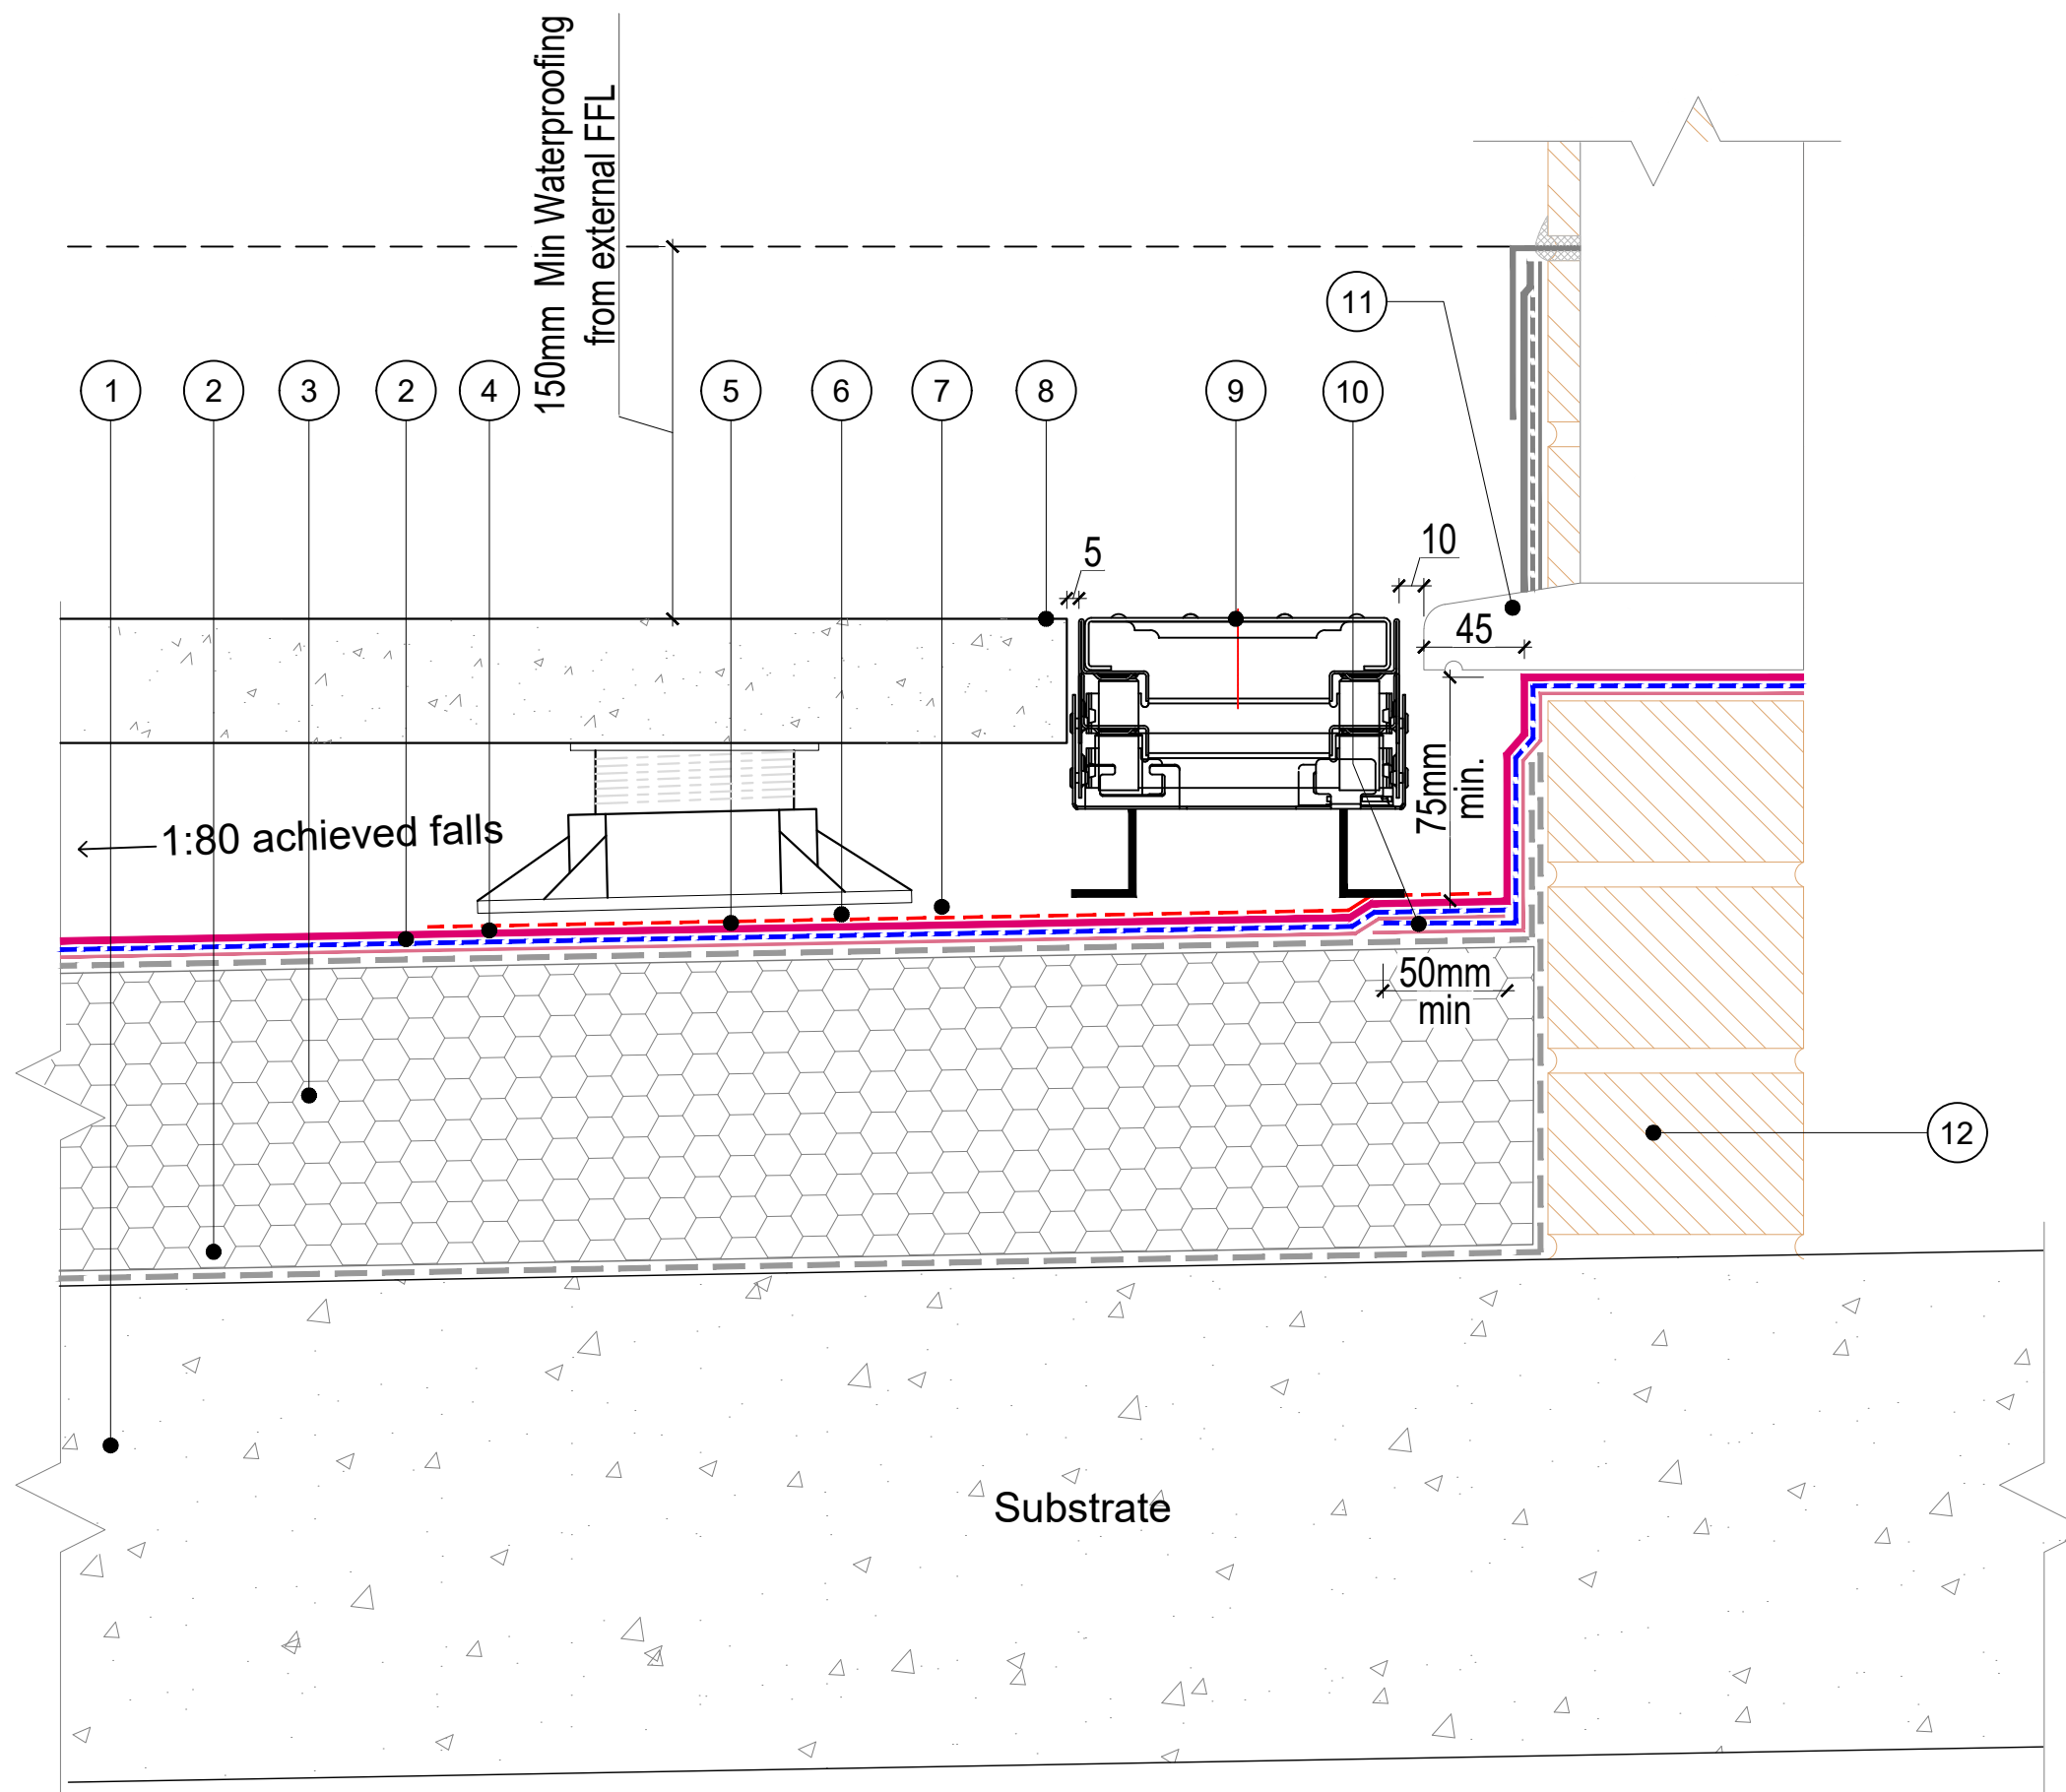 150mm Min Waterproofing
from external FFL
11
1
2
3
2
4
5
6
7
8
9
10
5
10
45
75mm
min.
1:80 achieved falls
50mm
min
12
Substrate